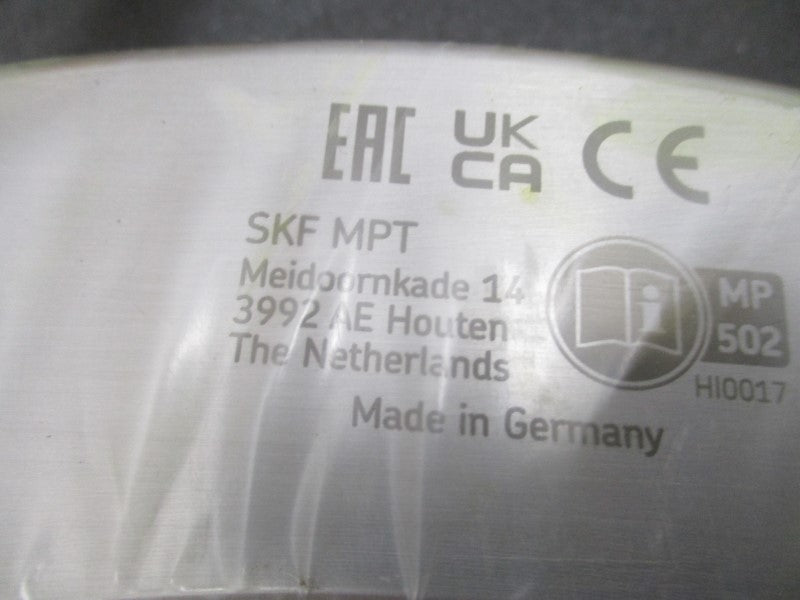 EAC UK CA CE
SKF MPT
Meidoornkade 14
3992 AE Houten
The Netherlands
i MP 502
HI0017
Made in Germany